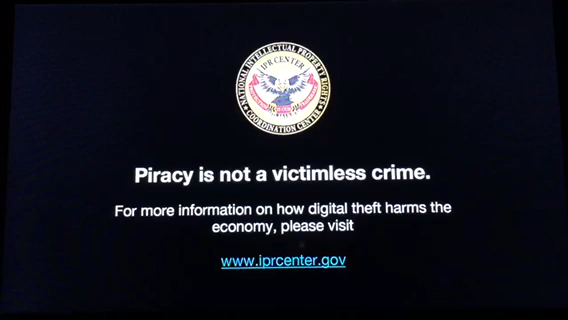 NATIONAL INTELLECTUAL PROPERTY RIGHTS
IPR CENTER
COORDINATION CENTER
Piracy is not a victimless crime.
For more information on how digital theft harms the
economy, please visit
www.iprcenter.gov